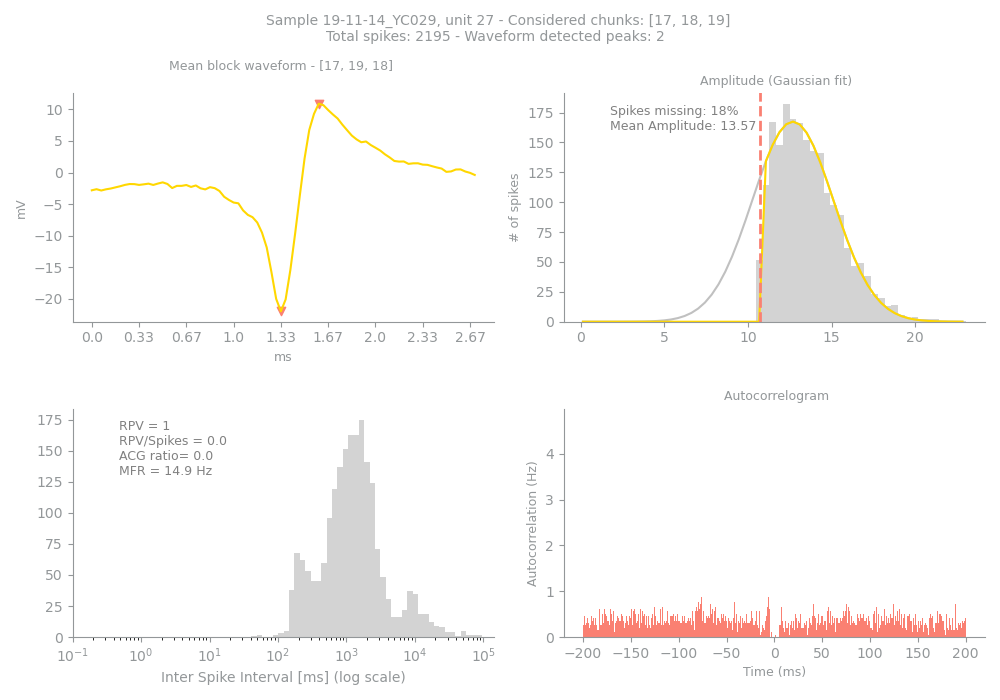 Sample 19-11-14_YC029, unit 27 - Considered chunks: [17, 18, 19]
Total spikes: 2195 - Waveform detected peaks: 2
Mean block waveform - [17, 19, 18]
10
5
0
−5
−10
−15
−20
mV
0.0 0.33 0.67 1.0 1.33 1.67 2.0 2.33 2.67
ms
Amplitude (Gaussian fit)
Spikes missing: 18%
Mean Amplitude: 13.57
175
150
125
100
75
50
25
0
# of spikes
0 5 10 15 20
RPV = 1
RPV/Spikes = 0.0
ACG ratio= 0.0
MFR = 14.9 Hz
175
150
125
100
75
50
25
0
10⁻¹ 10⁰ 10¹ 10² 10³ 10⁴ 10⁵
Inter Spike Interval [ms] (log scale)
Autocorrelogram
4
3
2
1
0
Autocorrelation (Hz)
−200 −150 −100 −50 0 50 100 150 200
Time (ms)